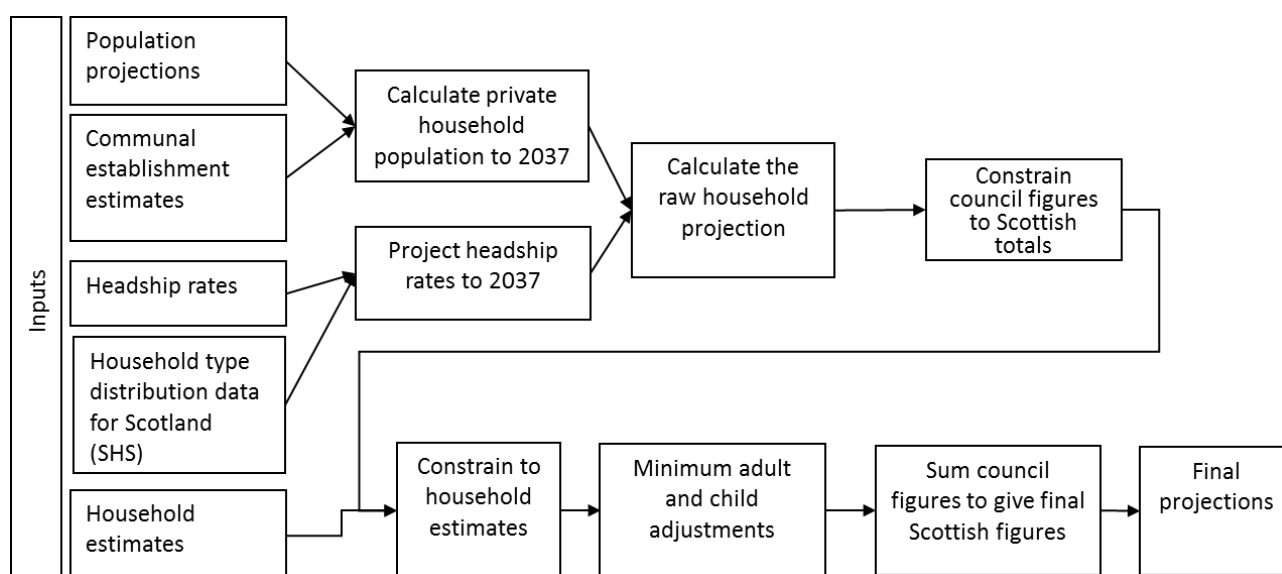 Inputs
Population
projections
Communal
establishment
estimates
Headship rates
Household type
distribution data
for Scotland
(SHS)
Household
estimates
Calculate private
household
population to 2037
Project headship
rates to 2037
Calculate the
raw household
projection
Constrain
council figures
to Scottish
totals
Constrain to
household
estimates
Minimum adult
and child
adjustments
Sum council
figures to give final
Scottish figures
Final
projections